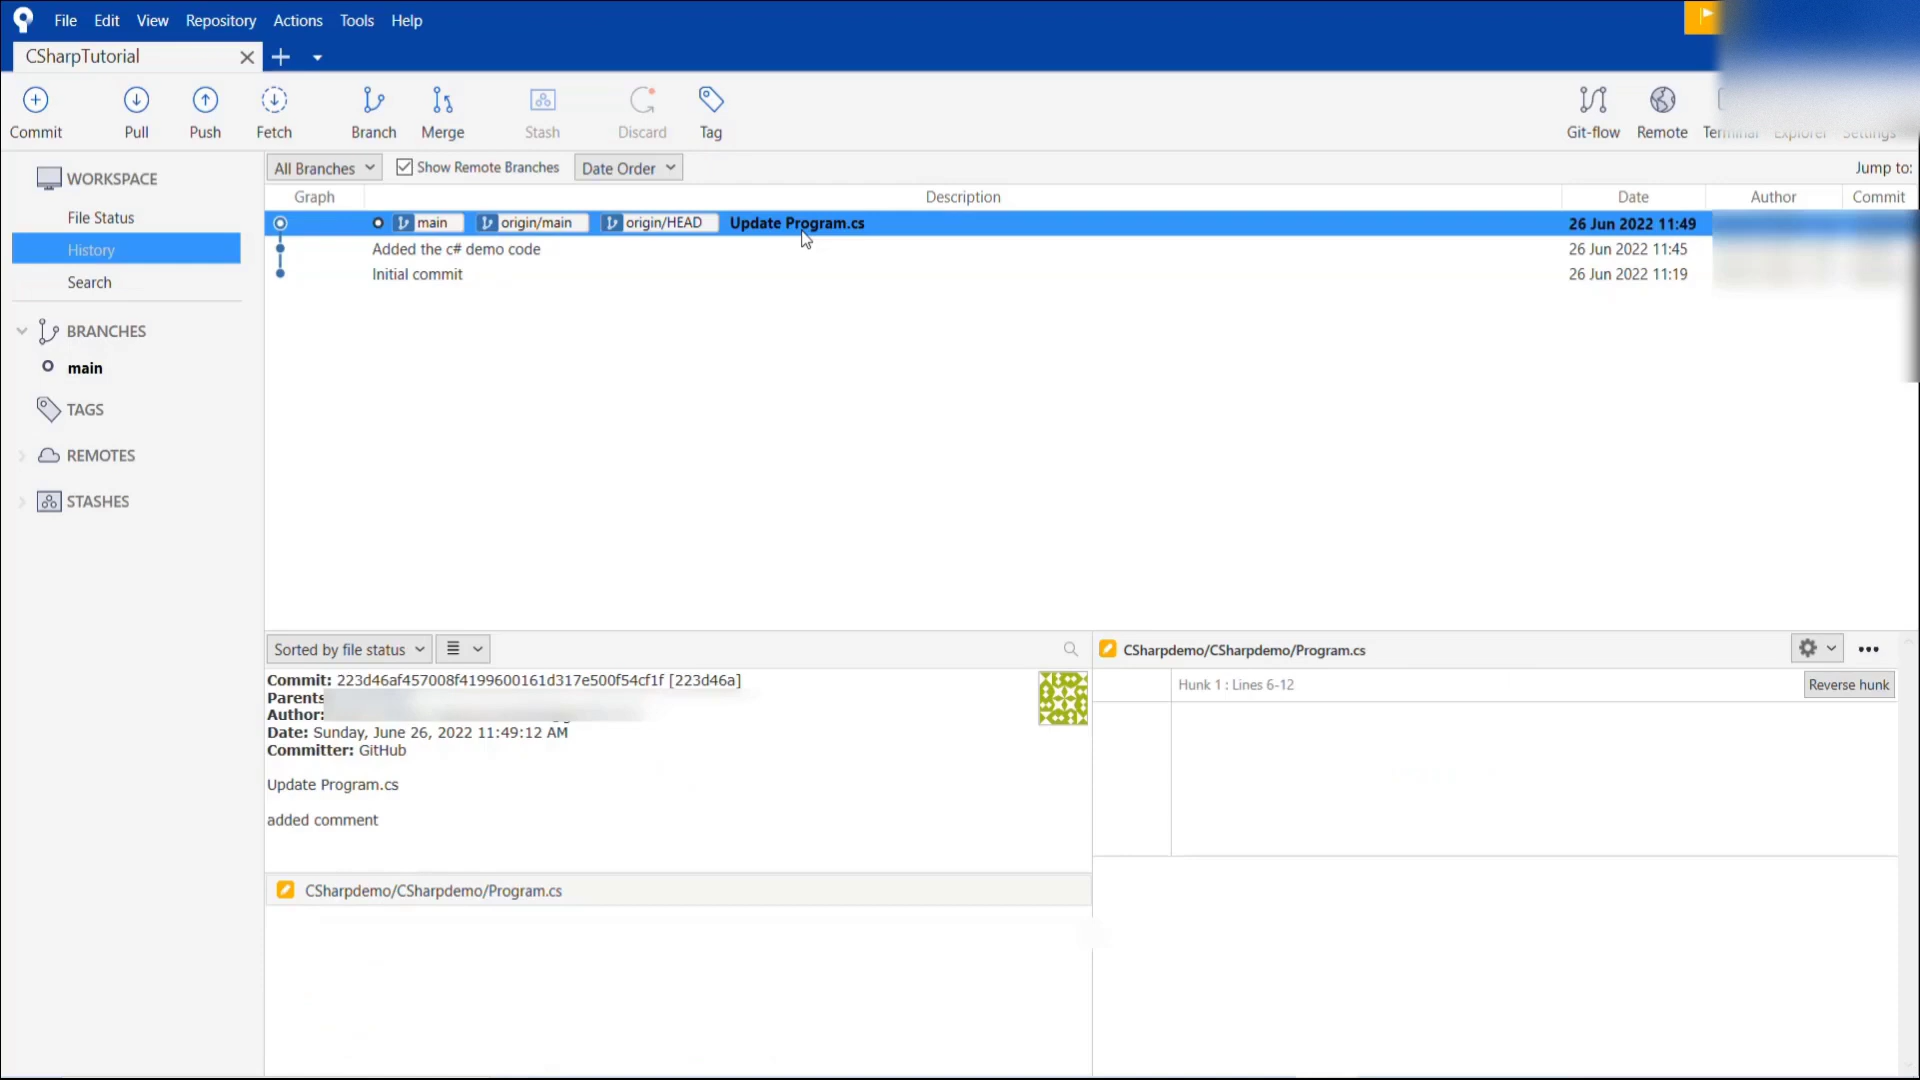 File Edit View Repository Actions Tools Help
CSharpTutorial
Commit Pull Push Fetch Branch Merge Stash Discard Tag Git-flow Remote Terminal Explorer Settings
WORKSPACE
File Status
History
Search
BRANCHES
main
TAGS
REMOTES
STASHES
All Branches Show Remote Branches Date Order Jump to:
Graph Description Date Author Commit
main origin/main origin/HEAD Update Program.cs 26 Jun 2022 11:49
Added the c# demo code 26 Jun 2022 11:45
Initial commit 26 Jun 2022 11:19
Sorted by file status
Commit: 223d46af457008f4199600161d317e500f54cf1f [223d46a]
Parents
Author:
Date: Sunday, June 26, 2022 11:49:12 AM
Committer: GitHub
Update Program.cs
added comment
CSharpdemo/CSharpdemo/Program.cs
CSharpdemo/CSharpdemo/Program.cs
Hunk 1 : Lines 6-12 Reverse hunk